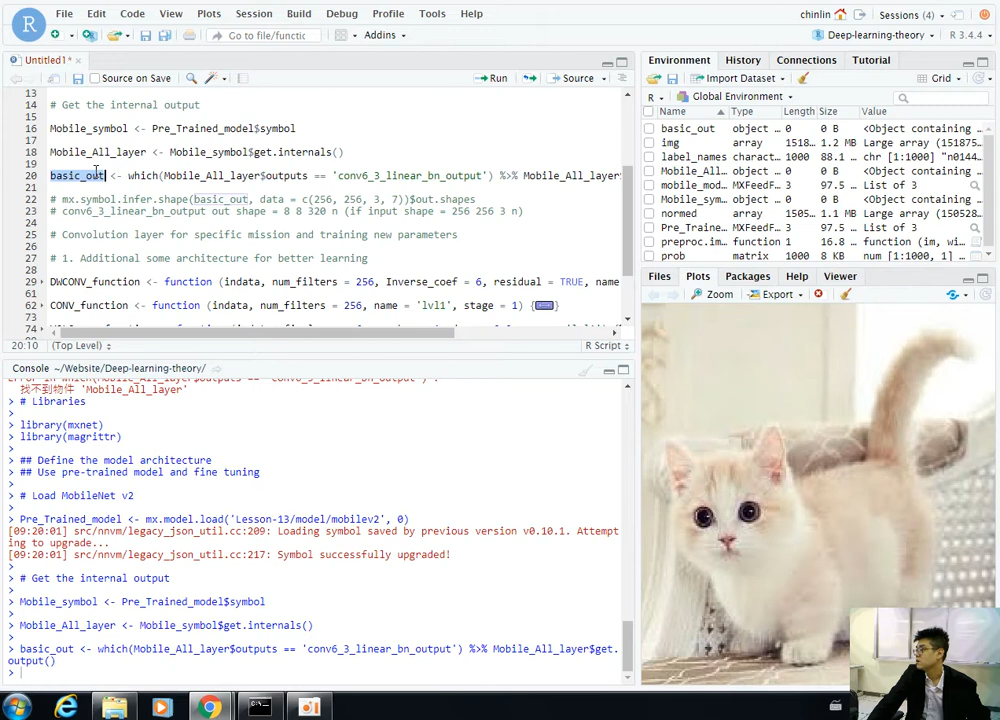 File Edit Code View Plots Session Build Debug Profile Tools Help
chinlin Sessions (4)
R
Go to file/functic Addins
Deep-learning-theory R 3.4.4
Untitled1*
Source on Save Run Source
13
14 # Get the internal output
15
16 Mobile_symbol <- Pre_Trained_model$symbol
17
18 Mobile_All_layer <- Mobile_symbol$get.internals()
19
20 basic_out <- which(Mobile_All_layer$outputs == 'conv6_3_linear_bn_output') %>% Mobile_All_layer
21
22 # mx.symbol.infer.shape(basic_out, data = c(256, 256, 3, 7))$out.shapes
23 # conv6_3_linear_bn_output out shape = 8 8 320 n (if input shape = 256 256 3 n)
24
25 # Convolution layer for specific mission and training new parameters
26
27 # 1. Additional some architecture for better learning
28
29 DWCONV_function <- function (indata, num_filters = 256, Inverse_coef = 6, residual = TRUE, name
61
62 CONV_function <- function (indata, num_filters = 256, name = 'lvl1', stage = 1) {
73
74
20:10 (Top Level) R Script
Console ~/Website/Deep-learning-theory/
Error in which(Mobile_All_layer$outputs == "conv6_3_linear_bn_output") :
找不到物件 'Mobile_All_layer'
> # Libraries
>
> library(mxnet)
> library(magrittr)
>
> ## Define the model architecture
> ## Use pre-trained model and fine tuning
>
> # Load MobileNet v2
>
> Pre_Trained_model <- mx.model.load('Lesson-13/model/mobilev2', 0)
[09:20:01] src/nnvm/legacy_json_util.cc:209: Loading symbol saved by previous version v0.10.1. Attempt
ing to upgrade...
[09:20:01] src/nnvm/legacy_json_util.cc:217: Symbol successfully upgraded!
>
> # Get the internal output
>
> Mobile_symbol <- Pre_Trained_model$symbol
>
> Mobile_All_layer <- Mobile_symbol$get.internals()
>
> basic_out <- which(Mobile_All_layer$outputs == 'conv6_3_linear_bn_output') %>% Mobile_All_layer$get.
output()
>
Environment History Connections Tutorial
Import Dataset Grid
R Global Environment
Name Type Length Size Value
basic_out object … 0 0 B <Object containing …
img object … 1518… 1.2 MB Large array (151875…
label_names charact… 1000 88.1 … chr [1:1000] "n0144…
Mobile_Al… object … 0 0 B <Object containing …
mobile_mod… MXFeedF… 3 97.5 … List of 3
Mobile_sym… object … 0 0 B <Object containing …
normed array 1505… 1.1 MB Large array (150528…
Pre_Traine… MXFeedF… 3 97.5 … List of 3
preproc.im… function 1 16.8 … function (im, wi…
prob matrix 1000 8 KB num [1:1000, 1] …
Files Plots Packages Help Viewer
Zoom Export